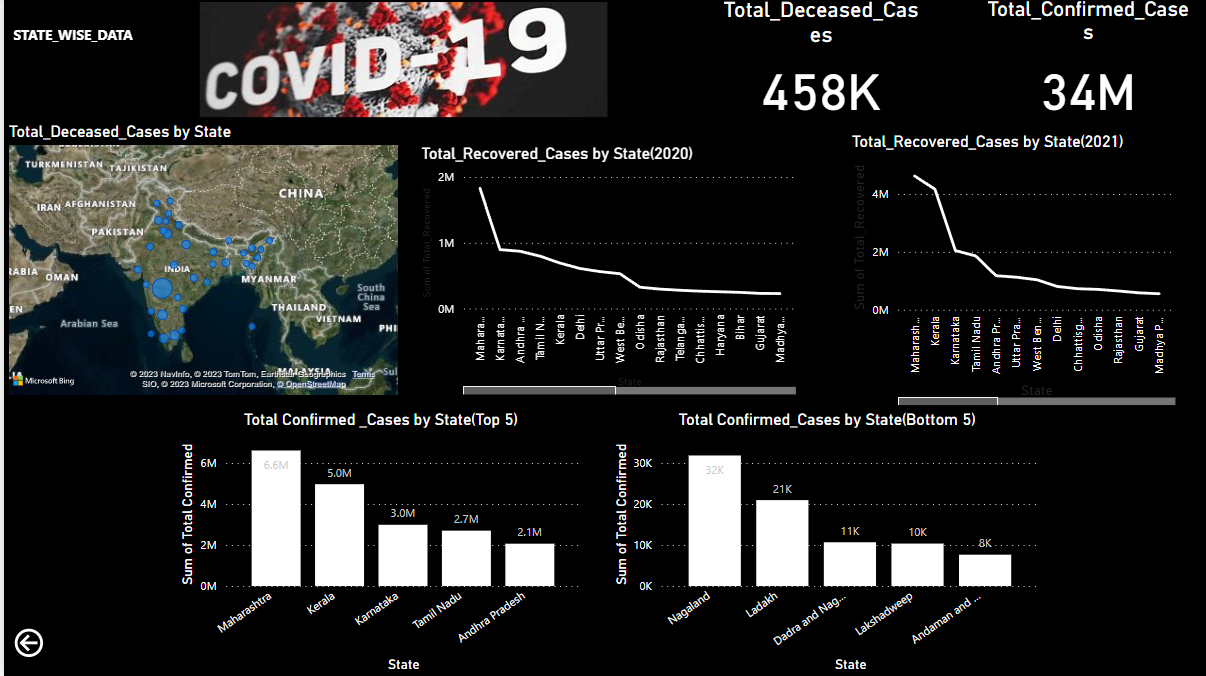 STATE_WISE_DATA
COVID-19
Total_Deceased_Cas
es
458K
Total_Confirmed_Case
s
34M
Total_Deceased_Cases by State
TURKMENISTAN
TAJIKISTAN
CHINA
IRAN
AFGHANISTAN
PAKISTAN
OMAN
INDIA
MYANMAR
THAILAND
VIETNAM
South
China
Sea
PHI
Arabian Sea
MALAYSIA
Microsoft Bing
© 2023 NavInfo, © 2023 TomTom, Earthstar Geographics Terms
SIO, © 2023 Microsoft Corporation, © OpenStreetMap
Total_Recovered_Cases by State(2020)
Sum of Total_Recovered
2M
1M
0M
Mahara...
Karnata...
Andhra ...
Tamil N...
Kerala
Delhi
Uttar Pr...
West Be...
Odisha
Rajasthan
Telanga...
Chhattis...
Haryana
Bihar
Gujarat
Madhya...
State
Total_Recovered_Cases by State(2021)
Sum of Total_Recovered
4M
2M
0M
Maharash...
Kerala
Karnataka
Tamil Nadu
Andhra Pr...
Uttar Pra...
West Ben...
Delhi
Chhattisg...
Odisha
Rajasthan
Gujarat
Madhya P...
State
Total Confirmed _Cases by State(Top 5)
Sum of Total Confirmed
6M
4M
2M
0M
6.6M
5.0M
3.0M
2.7M
2.1M
Maharashtra
Kerala
Karnataka
Tamil Nadu
Andhra Pradesh
State
Total Confirmed_Cases by State(Bottom 5)
Sum of Total Confirmed
30K
20K
10K
0K
32K
21K
11K
10K
8K
Nagaland
Ladakh
Dadra and Nag...
Lakshadweep
Andaman and ...
State